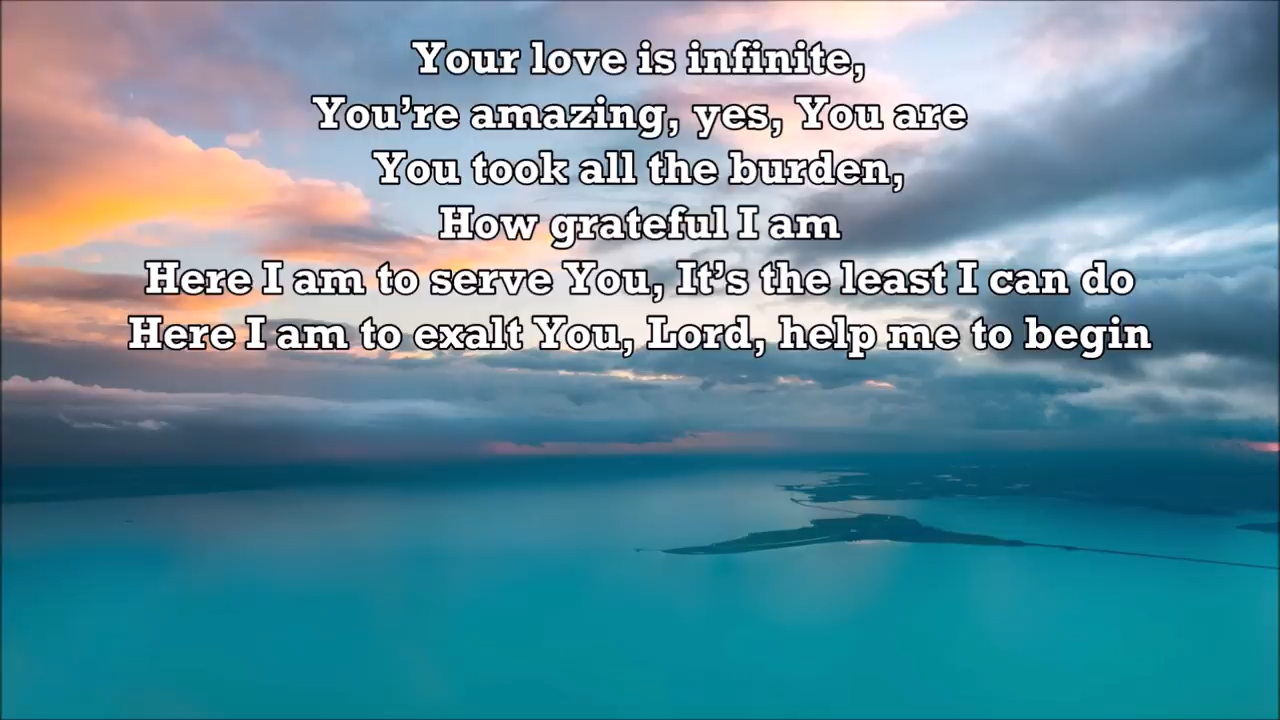 Your love is infinite,
You’re amazing, yes, You are
You took all the burden,
How grateful I am
Here I am to serve You, It’s the least I can do
Here I am to exalt You, Lord, help me to begin